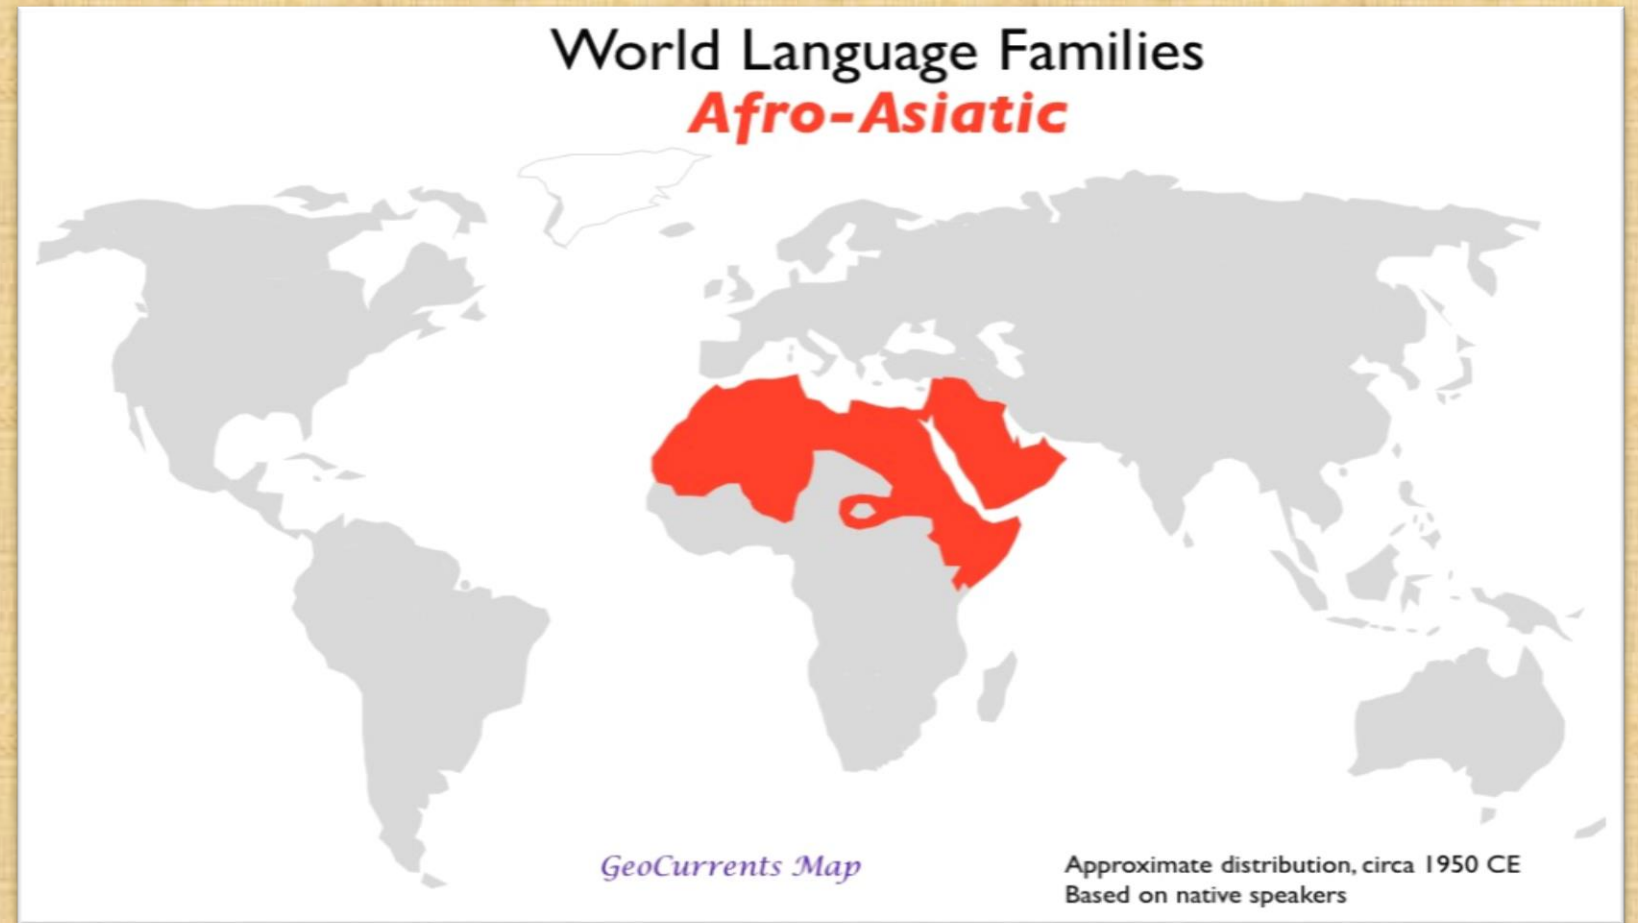 World Language Families
Afro-Asiatic
GeoCurrents Map
Approximate distribution, circa 1950 CE
Based on native speakers